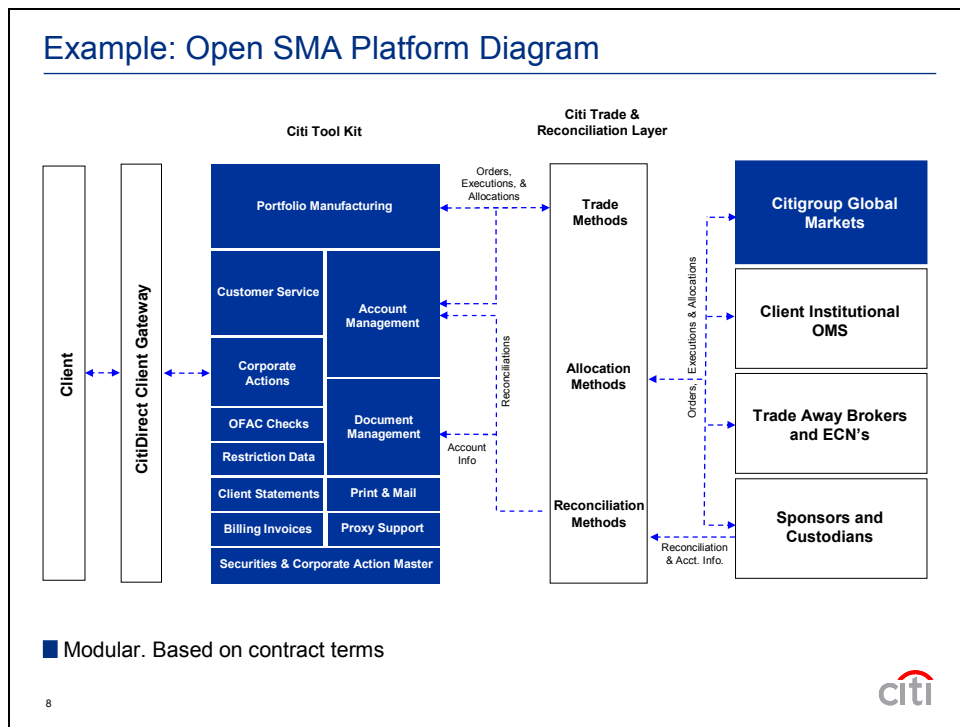 Example: Open SMA Platform Diagram
Citi Tool Kit
Citi Trade &
Reconciliation Layer
Client
CitiDirect Client Gateway
Portfolio Manufacturing
Customer Service
Account
Management
Corporate
Actions
OFAC Checks
Document
Management
Restriction Data
Client Statements
Print & Mail
Billing Invoices
Proxy Support
Securities & Corporate Action Master
Orders,
Executions, &
Allocations
Reconciliations
Account
Info
Trade
Methods
Allocation
Methods
Reconciliation
Methods
Orders, Executions & Allocations
Reconciliation
& Acct. Info.
Citigroup Global
Markets
Client Institutional
OMS
Trade Away Brokers
and ECN's
Sponsors and
Custodians
Modular. Based on contract terms
8
citi